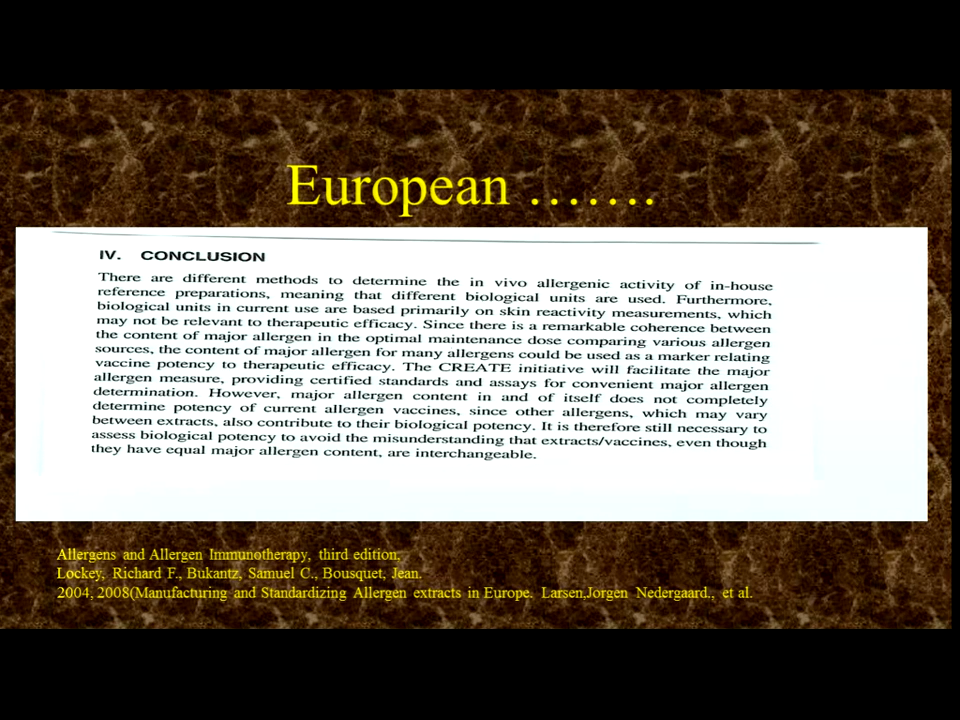 European …….
IV. CONCLUSION
There are different methods to determine the in vivo allergenic activity of in-house
reference preparations, meaning that different biological units are used. Furthermore,
biological units in current use are based primarily on skin reactivity measurements, which
may not be relevant to therapeutic efficacy. Since there is a remarkable coherence between
the content of major allergen in the optimal maintenance dose comparing various allergen
sources, the content of major allergen for many allergens could be used as a marker relating
vaccine potency to therapeutic efficacy. The CREATE initiative will facilitate the major
allergen measure, providing certified standards and assays for convenient major allergen
determination. However, major allergen content in and of itself does not completely
determine potency of current allergen vaccines, since other allergens, which may vary
between extracts, also contribute to their biological potency. It is therefore still necessary to
assess biological potency to avoid the misunderstanding that extracts/vaccines, even though
they have equal major allergen content, are interchangeable.
Allergens and Allergen Immunotherapy, third edition.
Lockey, Richard F., Bukantz, Samuel C., Bousquet, Jean.
2004, 2008(Manufacturing and Standardizing Allergen extracts in Europe. Larsen,Jorgen Nedergaard., et al.